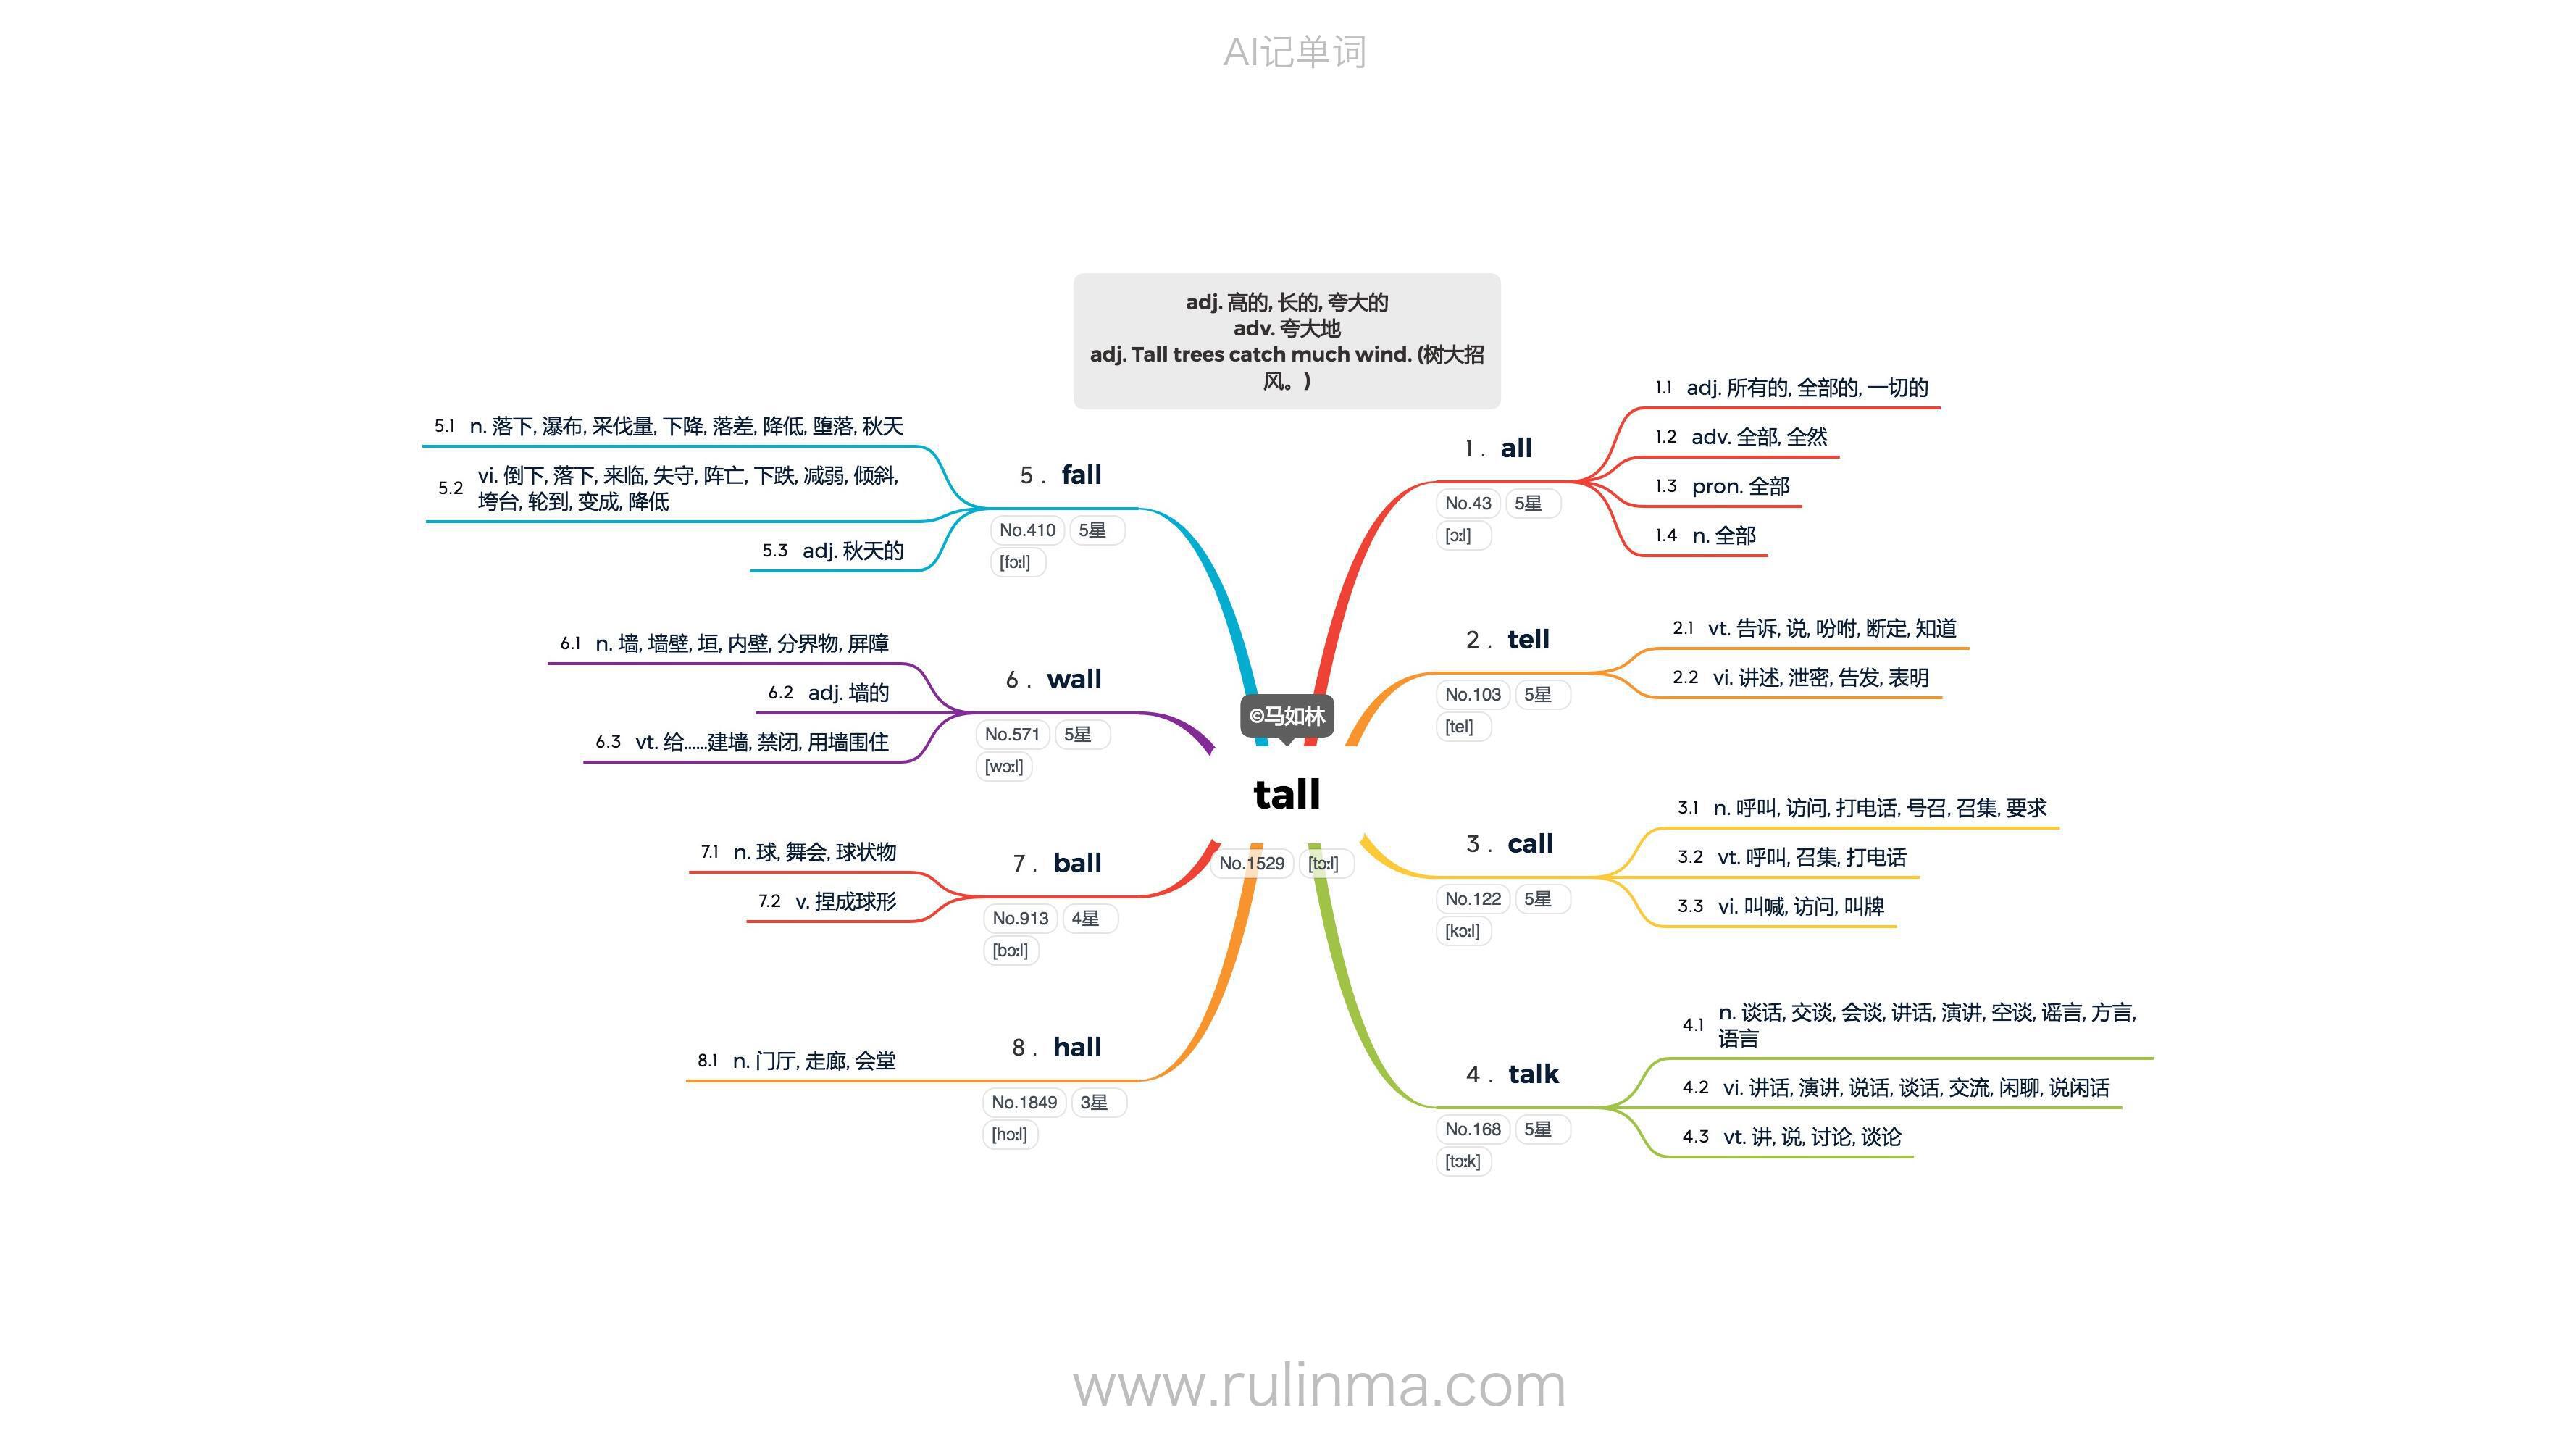 AI记单词
adj. 高的, 长的, 夸大的
adv. 夸大地
adj. Tall trees catch much wind. (树大招
风。)
©马如林
tall
No.1529 [tɔːl]
1. all
No.43 5星
[ɔːl]
1.1 adj. 所有的, 全部的, 一切的
1.2 adv. 全部, 全然
1.3 pron. 全部
1.4 n. 全部
2. tell
No.103 5星
[tel]
2.1 vt. 告诉, 说, 吩咐, 断定, 知道
2.2 vi. 讲述, 泄密, 告发, 表明
3. call
No.122 5星
[kɔːl]
3.1 n. 呼叫, 访问, 打电话, 号召, 召集, 要求
3.2 vt. 呼叫, 召集, 打电话
3.3 vi. 叫喊, 访问, 叫牌
4. talk
No.168 5星
[tɔːk]
4.1 n. 谈话, 交谈, 会谈, 讲话, 演讲, 空谈, 谣言, 方言,
语言
4.2 vi. 讲话, 演讲, 说话, 谈话, 交流, 闲聊, 说闲话
4.3 vt. 讲, 说, 讨论, 谈论
5. fall
No.410 5星
[fɔːl]
5.1 n. 落下, 瀑布, 采伐量, 下降, 落差, 降低, 堕落, 秋天
5.2 vi. 倒下, 落下, 来临, 失守, 阵亡, 下跌, 减弱, 倾斜,
垮台, 轮到, 变成, 降低
5.3 adj. 秋天的
6. wall
No.571 5星
[wɔːl]
6.1 n. 墙, 墙壁, 垣, 内壁, 分界物, 屏障
6.2 adj. 墙的
6.3 vt. 给……建墙, 禁闭, 用墙围住
7. ball
No.913 4星
[bɔːl]
7.1 n. 球, 舞会, 球状物
7.2 v. 捏成球形
8. hall
No.1849 3星
[hɔːl]
8.1 n. 门厅, 走廊, 会堂
www.rulinma.com